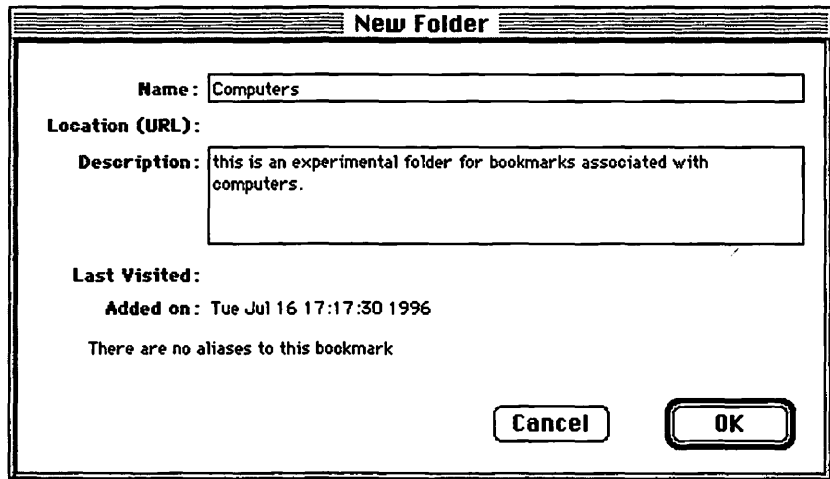 New Folder
Name: Computers
Location (URL):
Description: this is an experimental folder for bookmarks associated with
computers.
Last Visited:
Added on: Tue Jul 16 17:17:30 1996
There are no aliases to this bookmark
Cancel OK